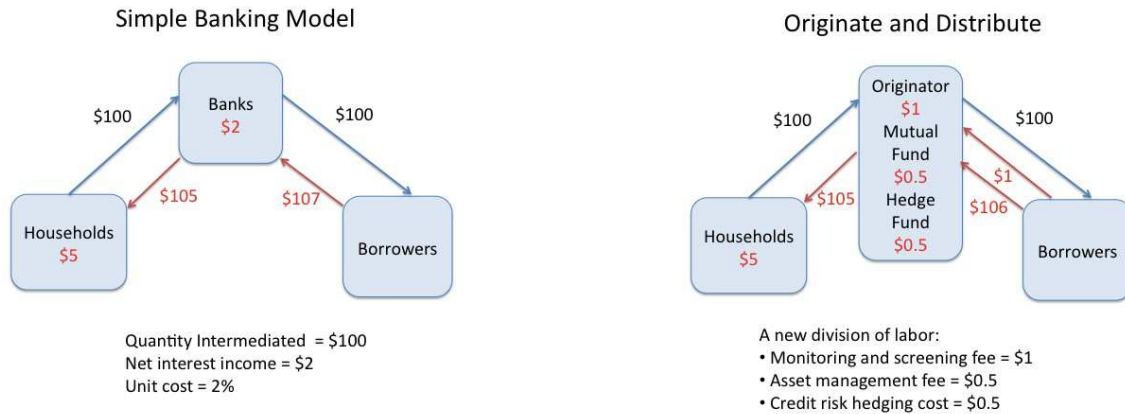 Simple Banking Model
Banks
$2
$100
$100
$105
$107
Households
$5
Borrowers
Quantity Intermediated = $100
Net interest income = $2
Unit cost = 2%
Originate and Distribute
Originator
$1
Mutual
Fund
$0.5
Hedge
Fund
$0.5
$100
$100
$105
$1
$106
Households
$5
Borrowers
A new division of labor:
• Monitoring and screening fee = $1
• Asset management fee = $0.5
• Credit risk hedging cost = $0.5